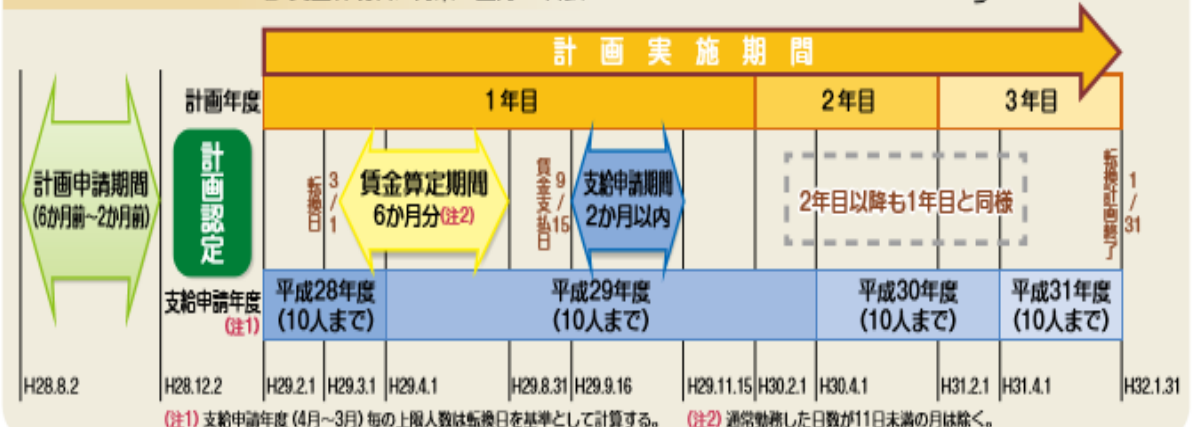 計画実施期間
計画年度
1年目
2年目
3年目
計画申請期間
(6か月前～2か月前)
計画認定
転換日
3/1
賃金算定期間
6か月分(注2)
賃金支払日
9/15
支給申請期間
2か月以内
2年目以降も1年目と同様
転換計画終了
1/31
支給申請年度
(注1)
平成28年度
(10人まで)
平成29年度
(10人まで)
平成30年度
(10人まで)
平成31年度
(10人まで)
H28.8.2
H28.12.2
H29.2.1
H29.3.1
H29.4.1
H29.8.31
H29.9.16
H29.11.15
H30.2.1
H30.4.1
H31.2.1
H31.4.1
H32.1.31
(注1) 支給申請年度(4月～3月)毎の上限人数は転換日を基準として計算する。
(注2) 通常勤務した日数が11日未満の月は除く。